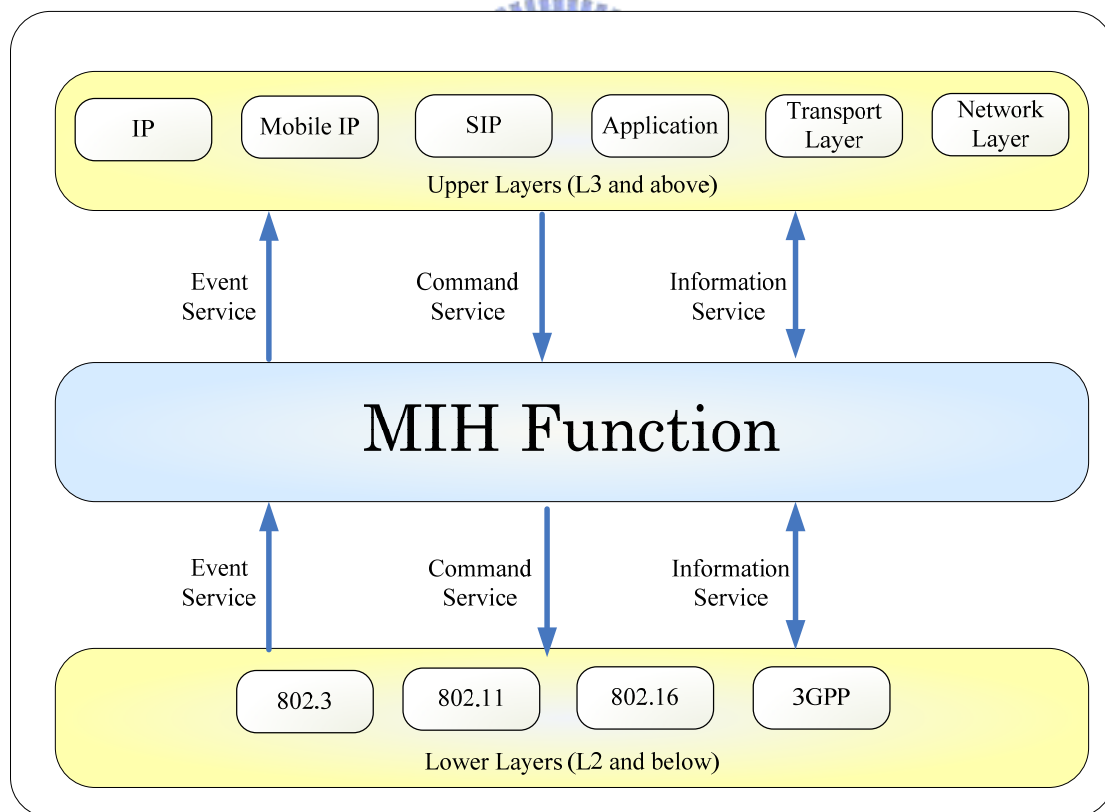 IP
Mobile IP
SIP
Application
Transport
Layer
Network
Layer
Upper Layers (L3 and above)
Event
Service
Command
Service
Information
Service
MIH Function
Event
Service
Command
Service
Information
Service
802.3
802.11
802.16
3GPP
Lower Layers (L2 and below)